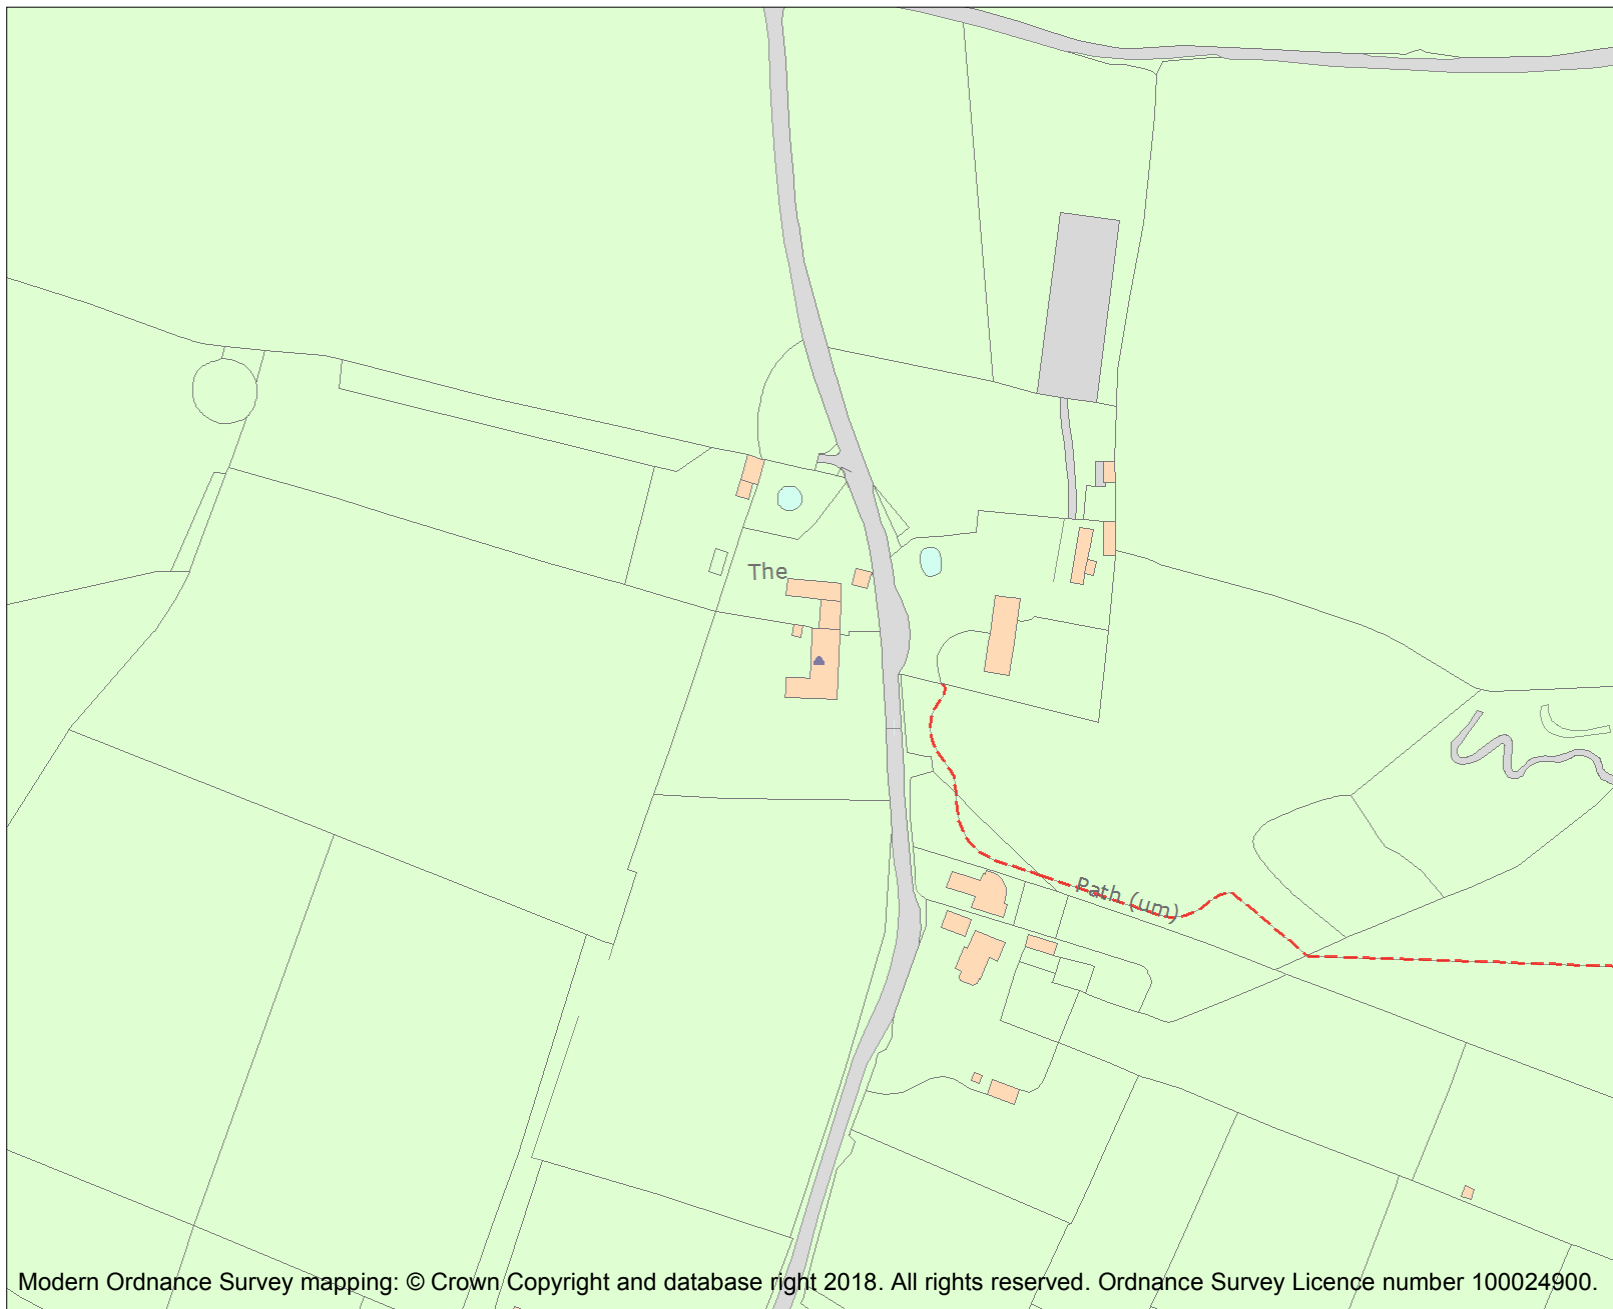 The
Path (um)
Modern Ordnance Survey mapping: © Crown Copyright and database right 2018. All rights reserved. Ordnance Survey Licence number 100024900.